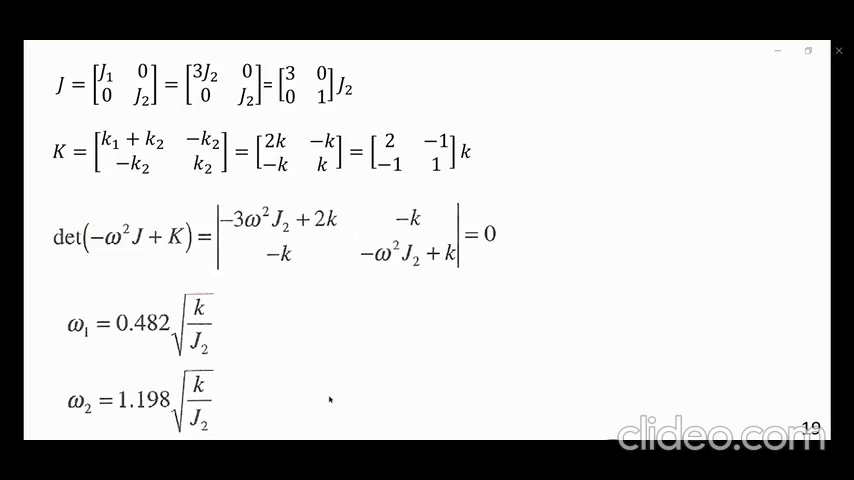 J = [J₁ 0; 0 J₂] = [3J₂ 0; 0 J₂] = [3 0; 0 1] J₂
K = [k₁ + k₂ −k₂; −k₂ k₂] = [2k −k; −k k] = [2 −1; −1 1] k
det(−ω²J + K) = |−3ω²J₂ + 2k −k; −k −ω²J₂ + k| = 0
ω₁ = 0.482 √(k/J₂)
ω₂ = 1.198 √(k/J₂)
19
clideo.com